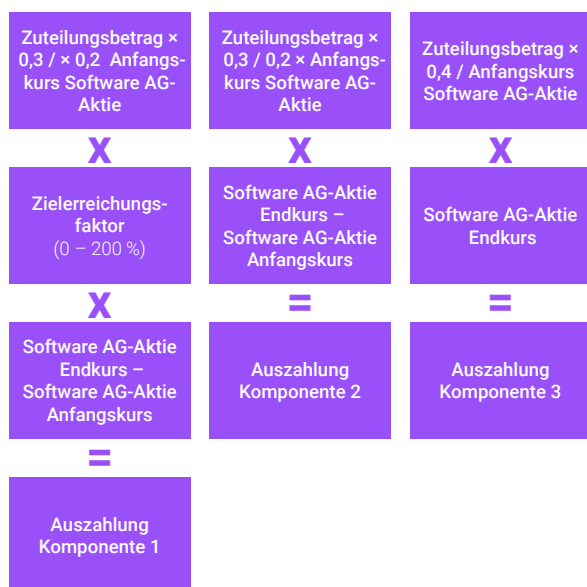 Zuteilungsbetrag ×
0,3 / × 0,2 Anfangs-
kurs Software AG-
Aktie
X
Zielerreichungs-
faktor
(0 – 200 %)
X
Software AG-Aktie
Endkurs –
Software AG-Aktie
Anfangskurs
=
Auszahlung
Komponente 1
Zuteilungsbetrag ×
0,3 / 0,2 × Anfangs-
kurs Software AG-
Aktie
X
Software AG-Aktie
Endkurs –
Software AG-Aktie
Anfangskurs
=
Auszahlung
Komponente 2
Zuteilungsbetrag ×
0,4 / Anfangskurs
Software AG-Aktie
X
Software AG-Aktie
Endkurs
=
Auszahlung
Komponente 3